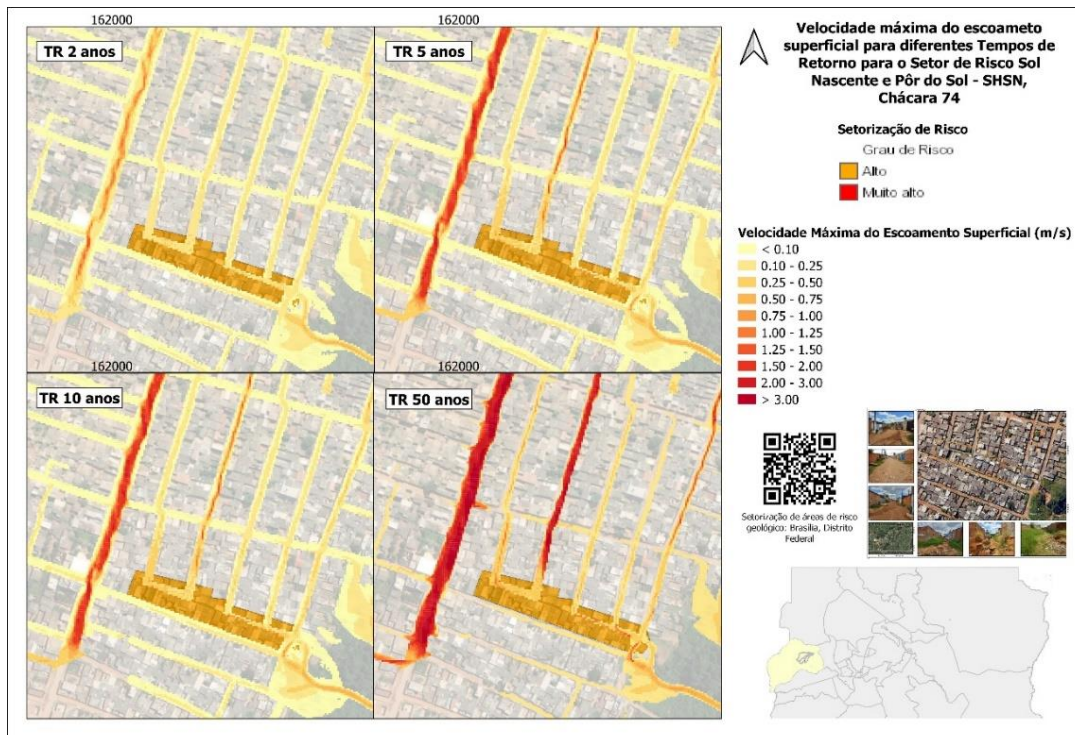 162000
162000
TR 2 anos
TR 5 anos
162000
162000
TR 10 anos
TR 50 anos
Velocidade máxima do escoameto
superficial para diferentes Tempos de
Retorno para o Setor de Risco Sol
Nascente e Pôr do Sol - SHSN,
Chácara 74
Setorização de Risco
Grau de Risco
Alto
Muito alto
Velocidade Máxima do Escoamento Superficial (m/s)
< 0.10
0.10 - 0.25
0.25 - 0.50
0.50 - 0.75
0.75 - 1.00
1.00 - 1.25
1.25 - 1.50
1.50 - 2.00
2.00 - 3.00
> 3.00
Setorização de áreas de risco
geológico: Brasília, Distrito
Federal